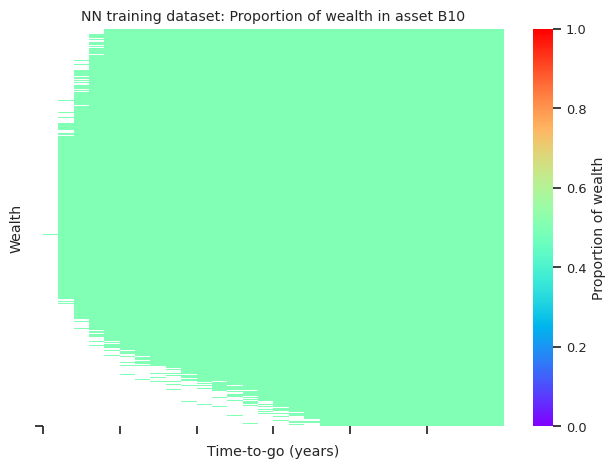 NN training dataset: Proportion of wealth in asset B10
Wealth
Time-to-go (years)
1.0
0.8
0.6
0.4
0.2
0.0
Proportion of wealth